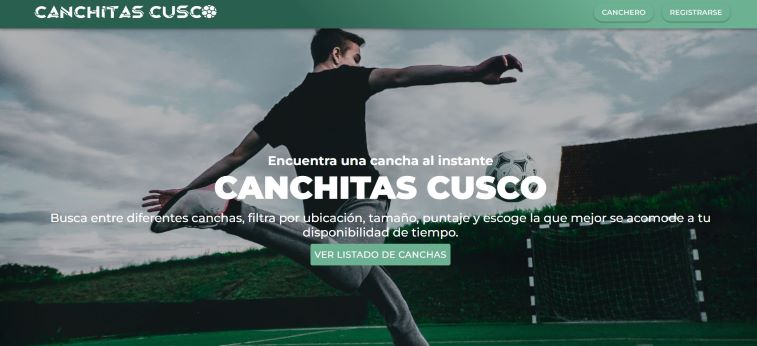 CANCHITAS CUSCO
CANCHERO
REGISTRARSE
Encuentra una cancha al instante
CANCHITAS CUSCO
Busca entre diferentes canchas, filtra por ubicación, tamaño, puntaje y escoge la que mejor se acomode a tu
disponibilidad de tiempo.
VER LISTADO DE CANCHAS